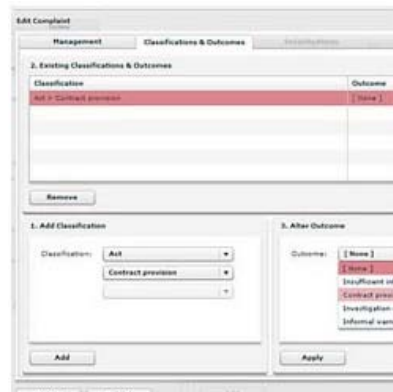 Edit Complaint
Management Classifications & Outcomes
2. Existing Classifications & Outcomes
Classification Outcome
Act > Contract provision [ None ]
Remove
1. Add Classification
Classification: Act
Contract provision
Add
3. Alter Outcome
Outcome: [ None ]
[ None ]
Insufficient in
Contract provi
Investigation
Informal warn
Apply